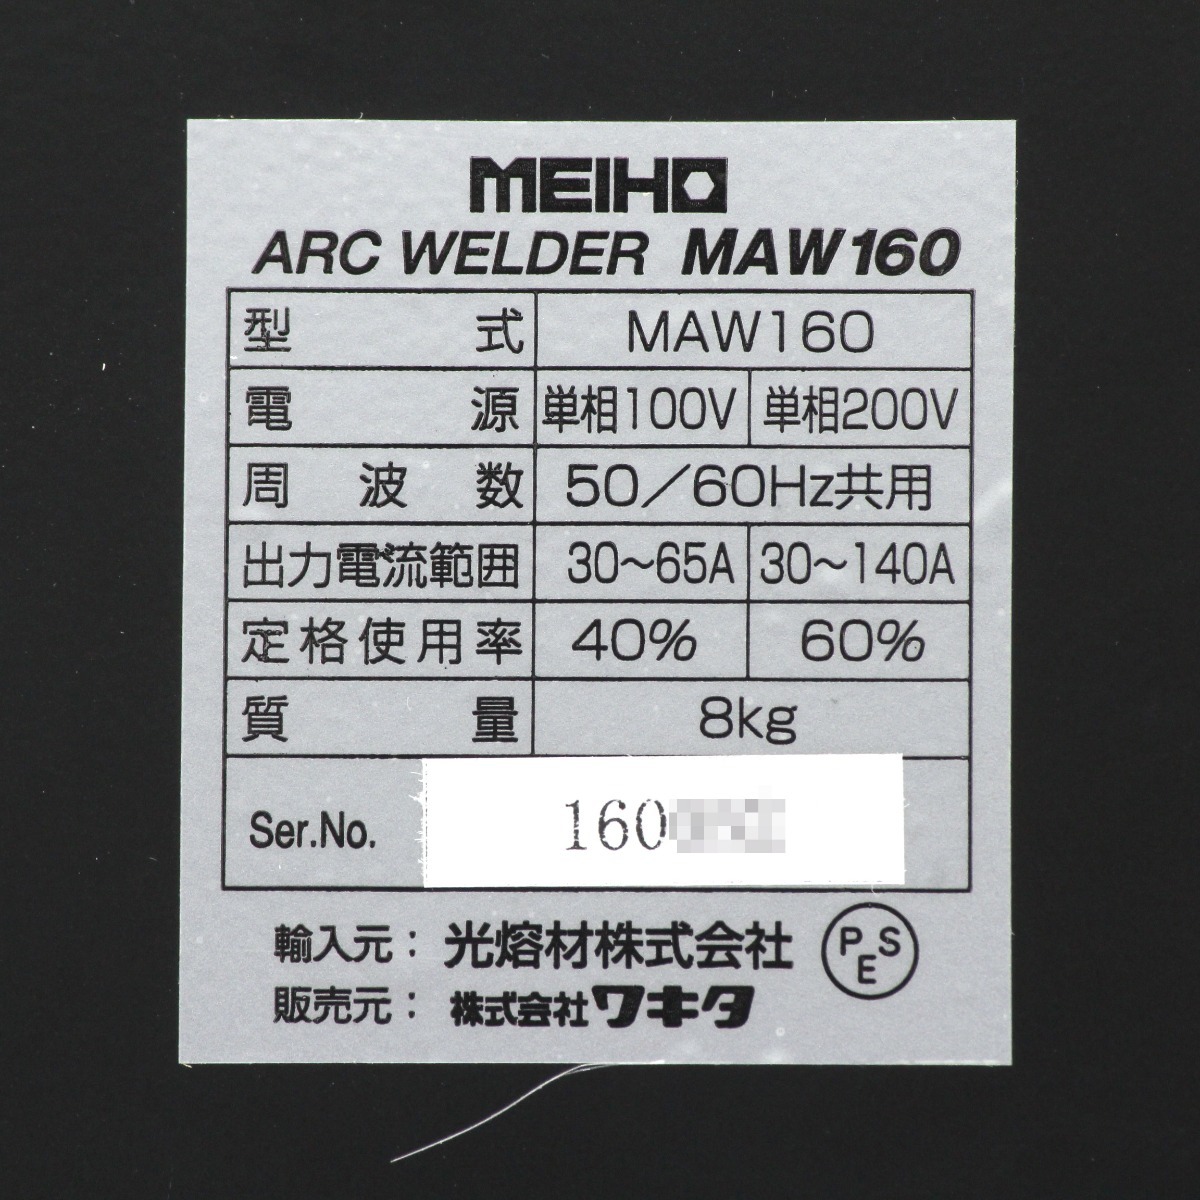 MEIHO
ARC WELDER MAW160
型式 MAW160
電源 単相100V 単相200V
周波数 50／60Hz共用
出力電流範囲 30～65A 30～140A
定格使用率 40% 60%
質量 8kg
Ser.No. 160
輸入元：光熔材株式会社
PSE
販売元：株式会社ワキタ